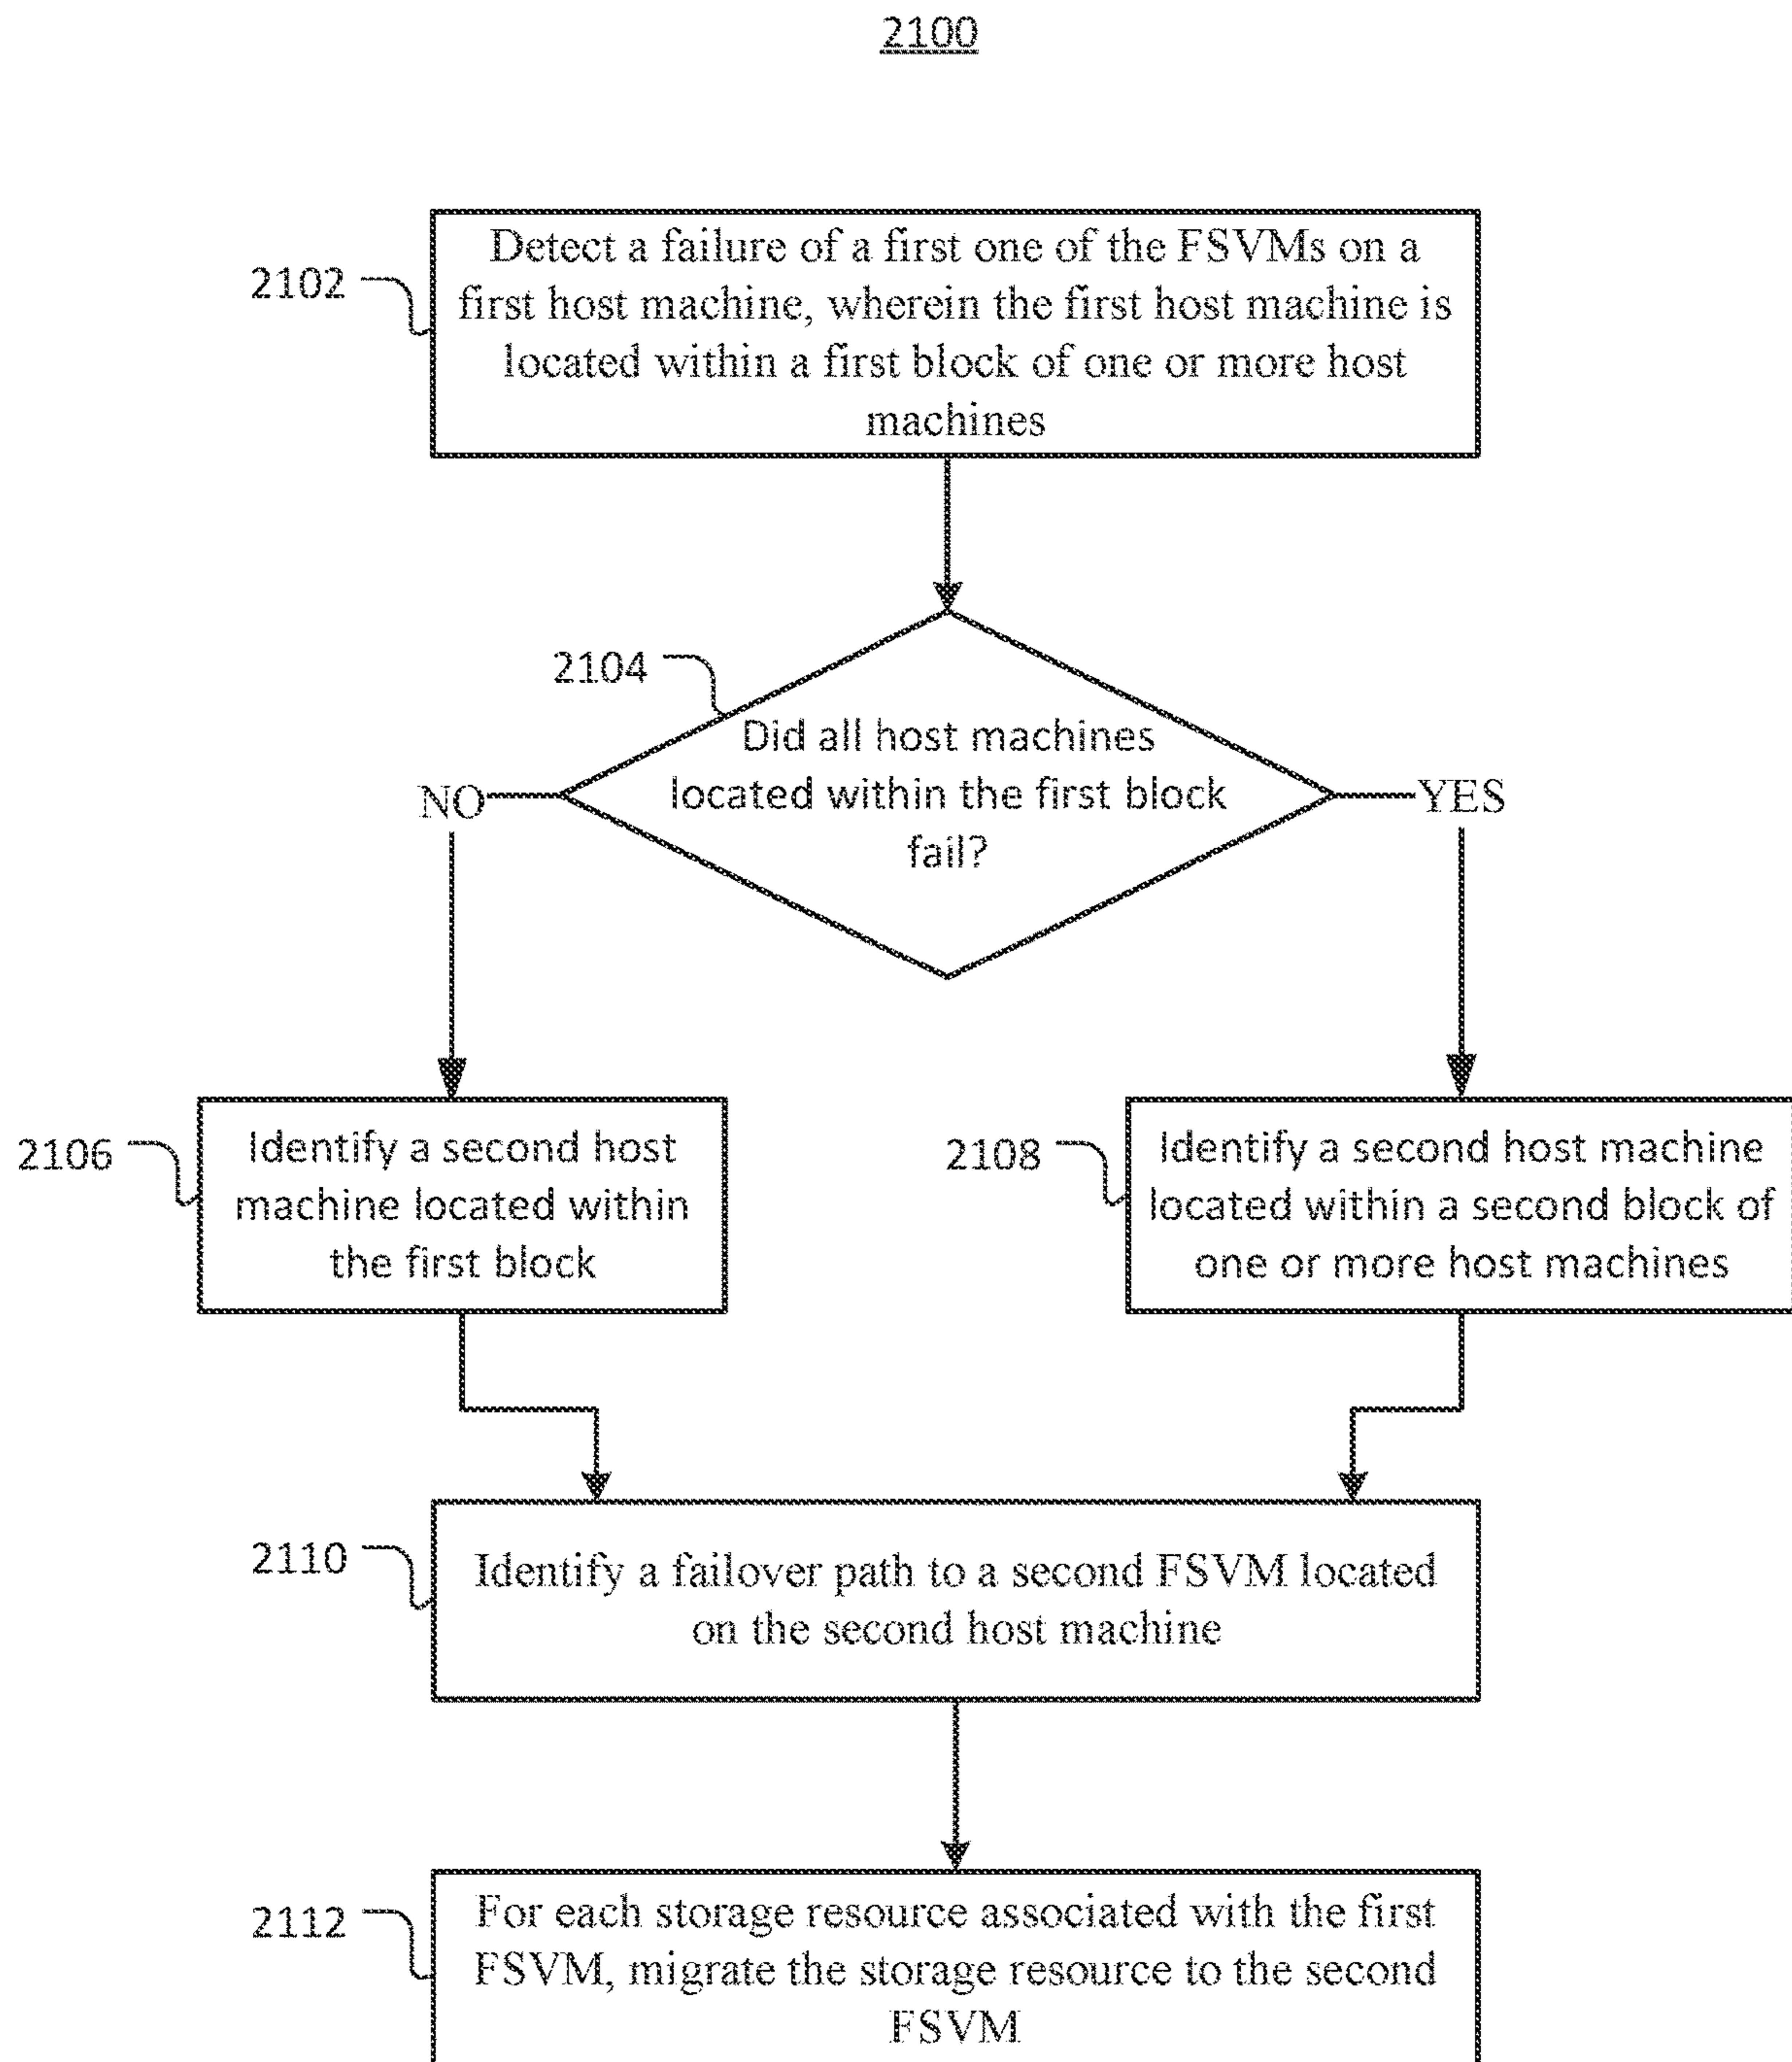 2100
2102
Detect a failure of a first one of the FSVMs on a
first host machine, wherein the first host machine is
located within a first block of one or more host
machines
2104
Did all host machines
located within the first block
fail?
NO
YES
2106
Identify a second host
machine located within
the first block
2108
Identify a second host machine
located within a second block of
one or more host machines
2110
Identify a failover path to a second FSVM located
on the second host machine
2112
For each storage resource associated with the first
FSVM, migrate the storage resource to the second
FSVM